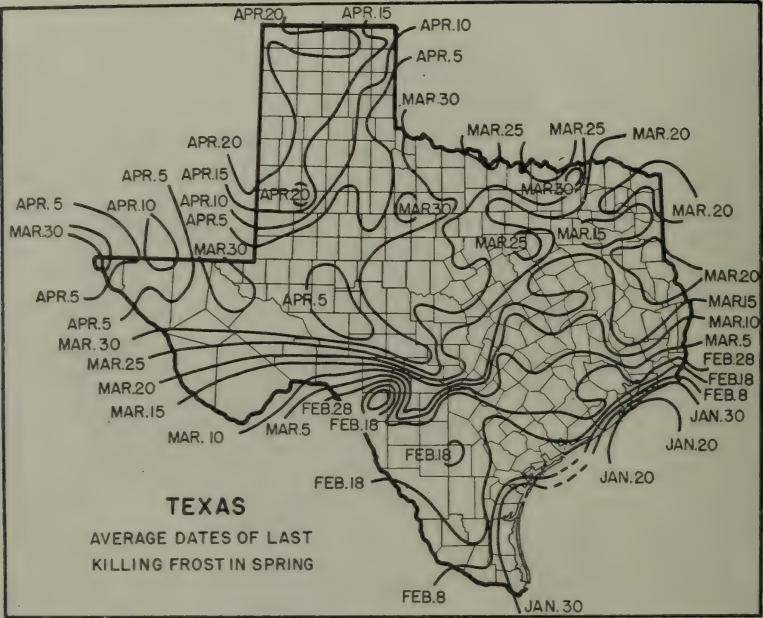 APR.20
APR.15
APR.10
APR.5
MAR.30
MAR.25
MAR.25
MAR.20
APR.20
APR.5
APR.15
APR.20
MAR.30
APR.5
APR.10
APR.10
MAR.30
MAR.20
MAR.30
APR.5
MAR.30
MAR.25
MAR.15
APR.5
APR.5
MAR.20
APR.5
MAR.15
MAR.30
MAR.10
MAR.25
MAR.5
MAR.20
FEB.28
MAR.15
FEB.18
FEB.28
FEB.8
MAR. 10
MAR.5
FEB.18
JAN.30
JAN.20
FEB.18
JAN.20
FEB.18
TEXAS
AVERAGE DATES OF LAST
KILLING FROST IN SPRING
FEB.8
JAN.30